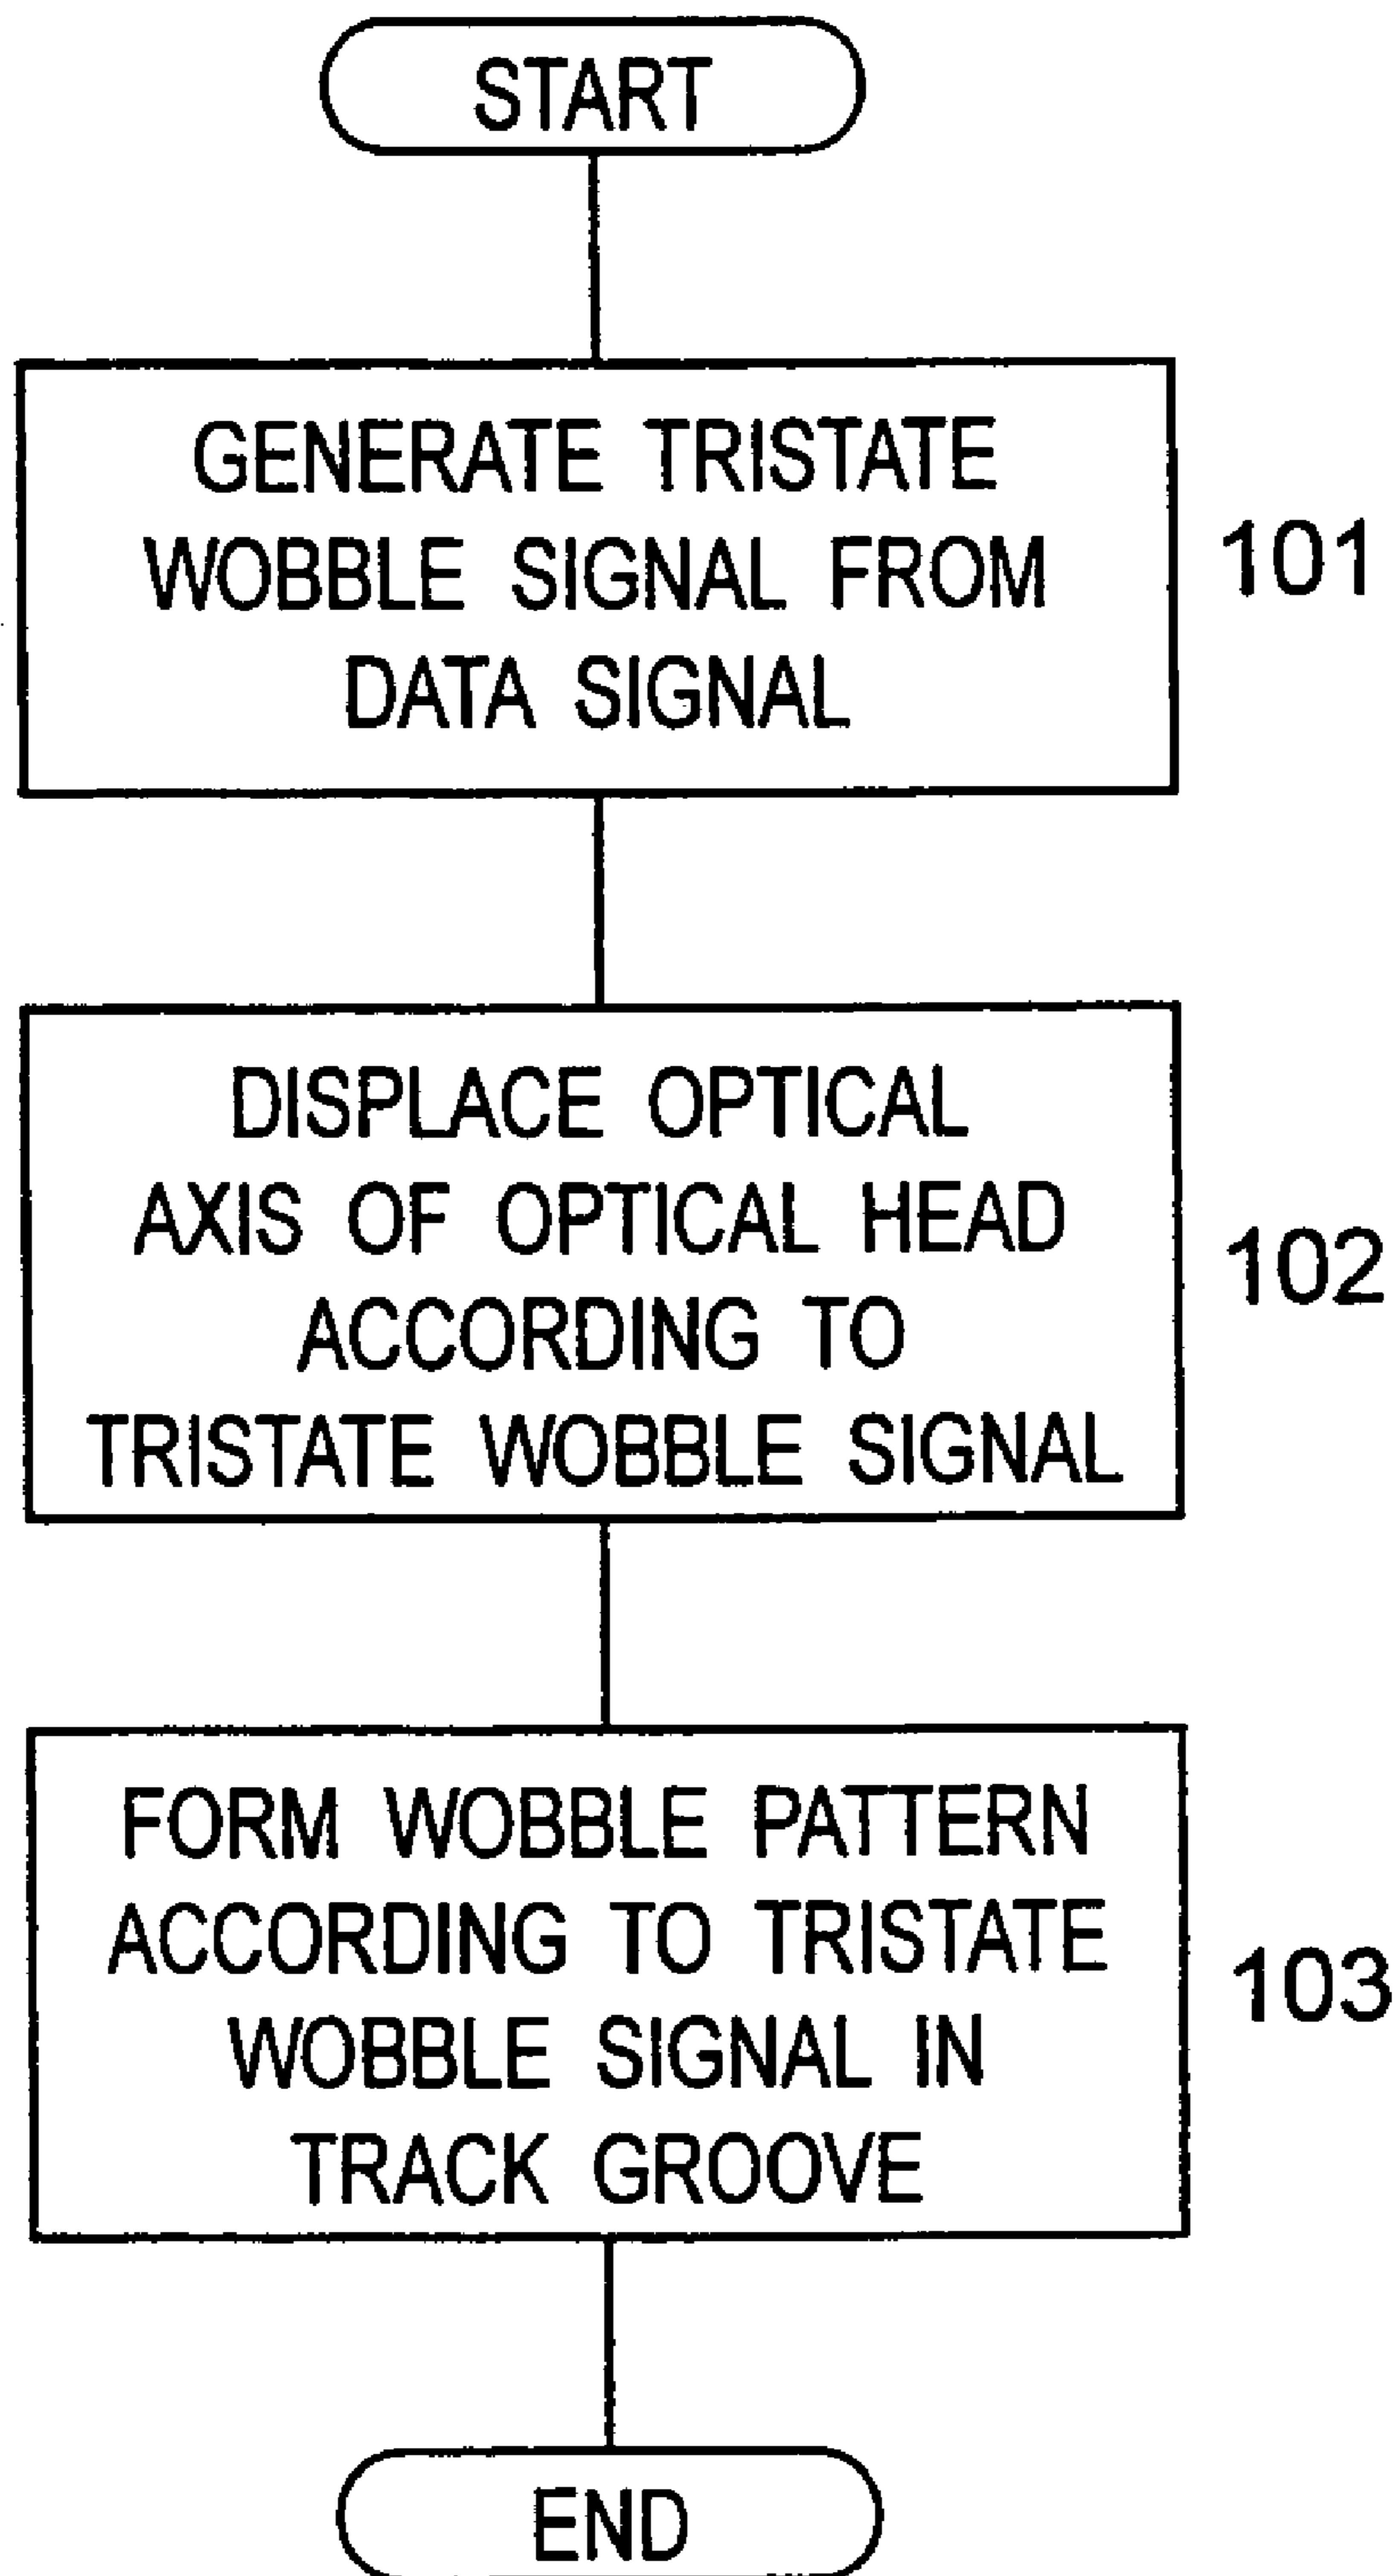 START
GENERATE TRISTATE
WOBBLE SIGNAL FROM
DATA SIGNAL
101
DISPLACE OPTICAL
AXIS OF OPTICAL HEAD
ACCORDING TO
TRISTATE WOBBLE SIGNAL
102
FORM WOBBLE PATTERN
ACCORDING TO TRISTATE
WOBBLE SIGNAL IN
TRACK GROOVE
103
END